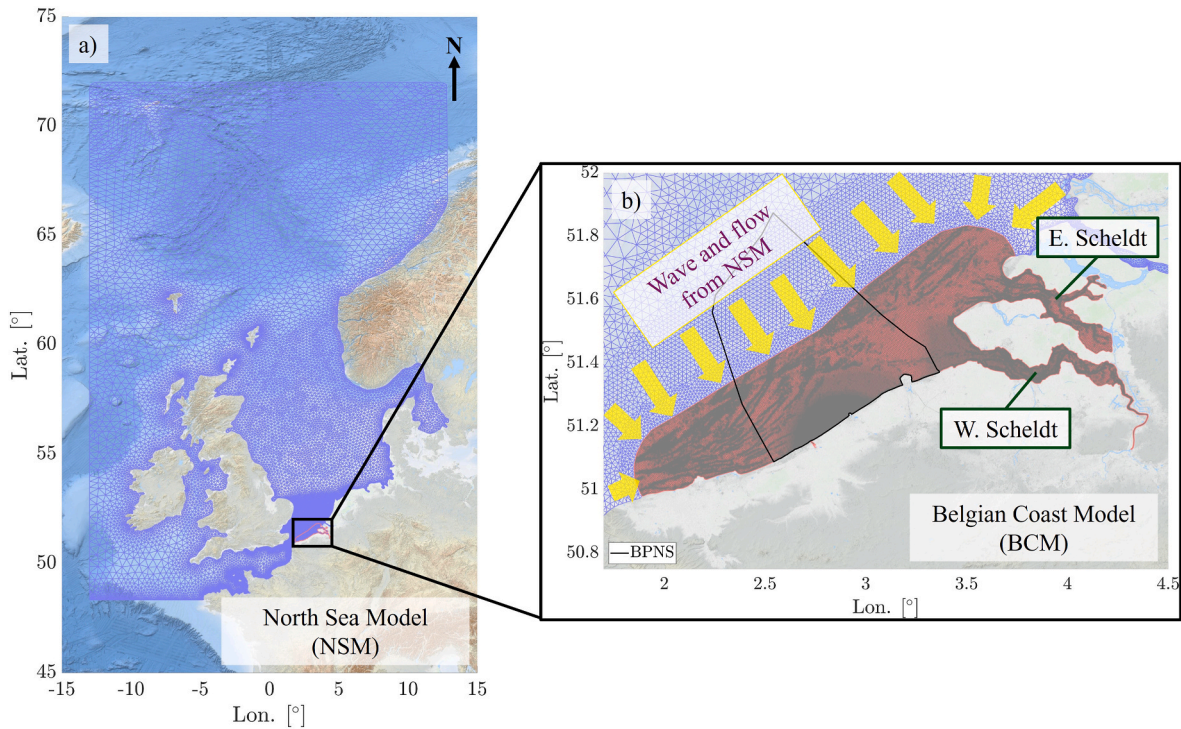 a)
N
75
70
65
60
55
50
45
Lat. [°]
-15 -10 -5 0 5 10 15
Lon. [°]
North Sea Model
(NSM)
b)
52
51.8
51.6
51.4
51.2
51
50.8
Lat. [°]
Wave and flow
from NSM
E. Scheldt
W. Scheldt
Belgian Coast Model
(BCM)
BPNS
2 2.5 3 3.5 4 4.5
Lon. [°]